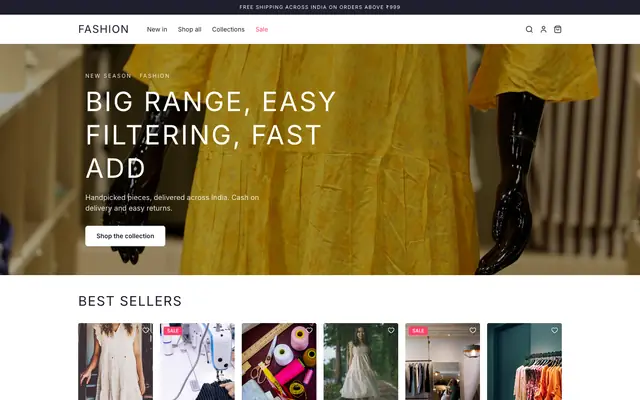 FREE SHIPPING ACROSS INDIA ON ORDERS ABOVE ₹999
FASHION New in Shop all Collections Sale
NEW SEASON · FASHION
BIG RANGE, EASY
FILTERING, FAST
ADD
Handpicked pieces, delivered across India. Cash on
delivery and easy returns.
Shop the collection
BEST SELLERS
SALE
SALE